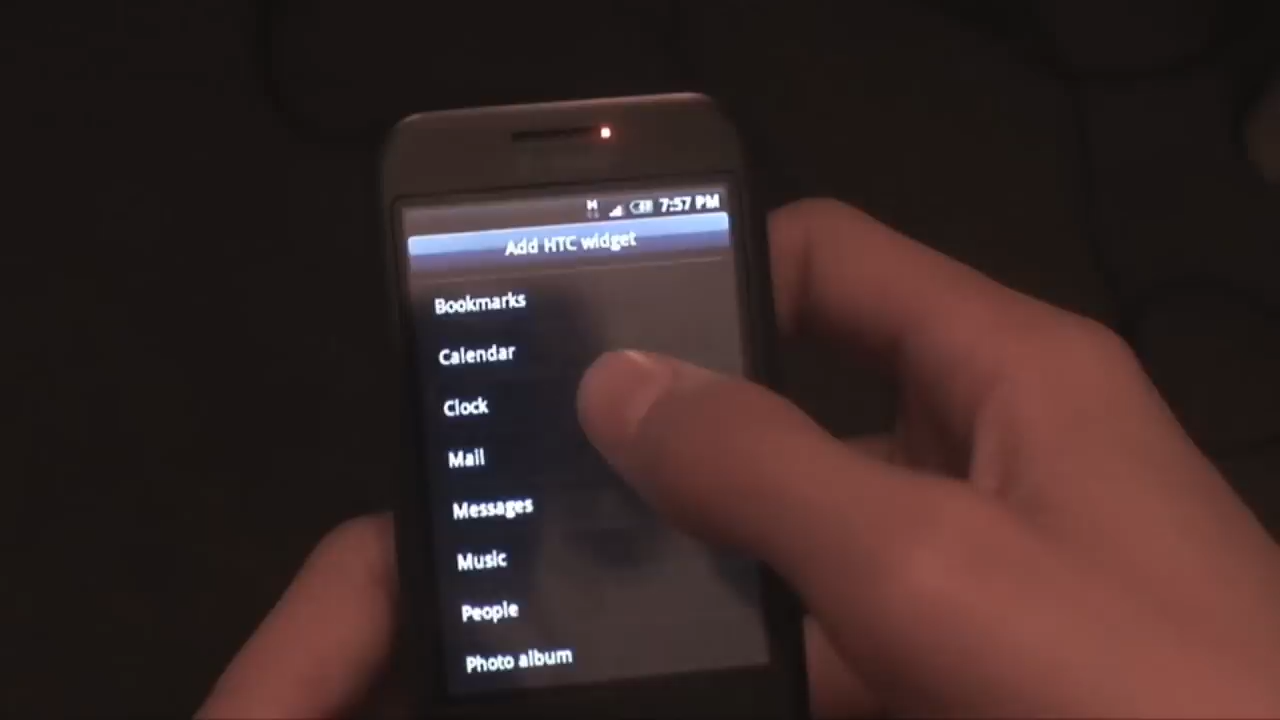 7:57 PM
Add HTC widget
Bookmarks
Calendar
Clock
Mail
Messages
Music
People
Photo album